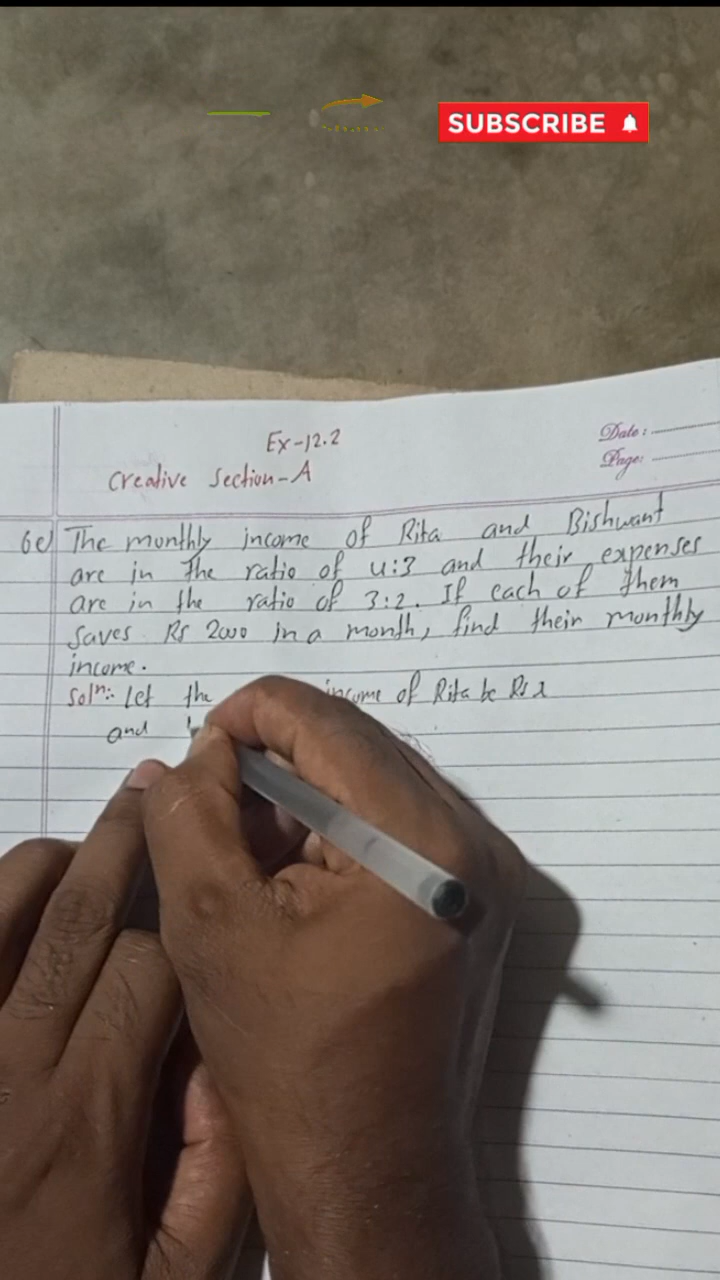 SUBSCRIBE
Ex-12.2
Date:
Creative Section-A
Page:
6e) The monthly income of Rita and Bishwant
are in the ratio of 4:3 and their expenses
are in the ratio of 3:2. If each of them
saves Rs 2000 in a month, find their monthly
income.
Solⁿ: Let the income of Rita be Rs x
and